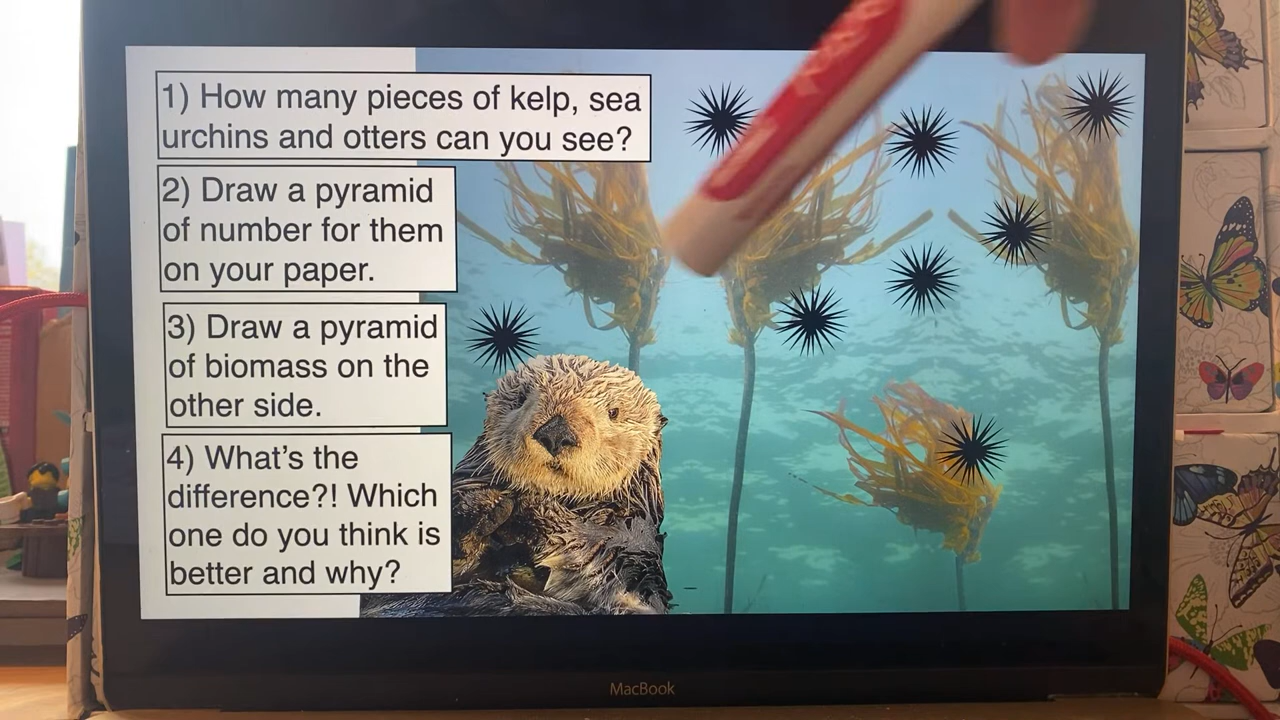 1) How many pieces of kelp, sea
urchins and otters can you see?
2) Draw a pyramid
of number for them
on your paper.
3) Draw a pyramid
of biomass on the
other side.
4) What's the
difference?! Which
one do you think is
better and why?
MacBook